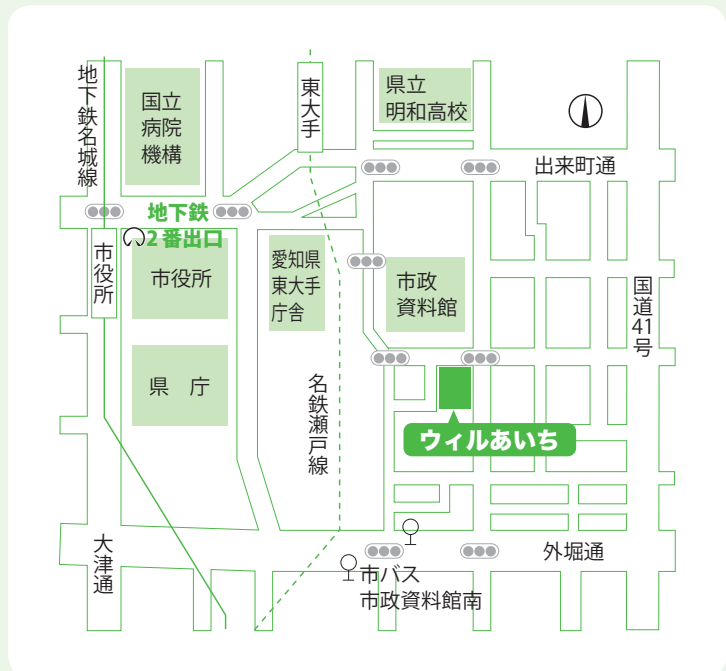 地下鉄名城線
国立
病院
機構
東大手
県立
明和高校
出来町通
地下鉄
2番出口
市役所
市役所
愛知県
東大手
庁舎
市政
資料館
国道41号
県　庁
名鉄瀬戸線
ウィルあいち
大津通
外堀通
市バス
市政資料館南